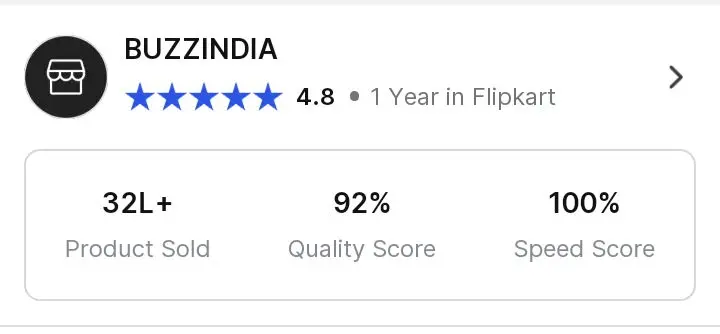 BUZZINDIA
4.8 • 1 Year in Flipkart
32L+ 92% 100%
Product Sold Quality Score Speed Score